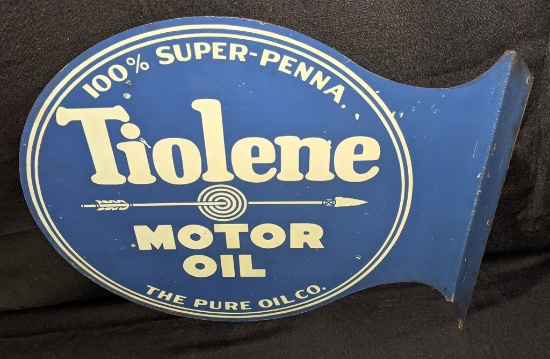 100% SUPER-PENNA.
Tiolene
MOTOR
OIL
THE PURE OIL CO.